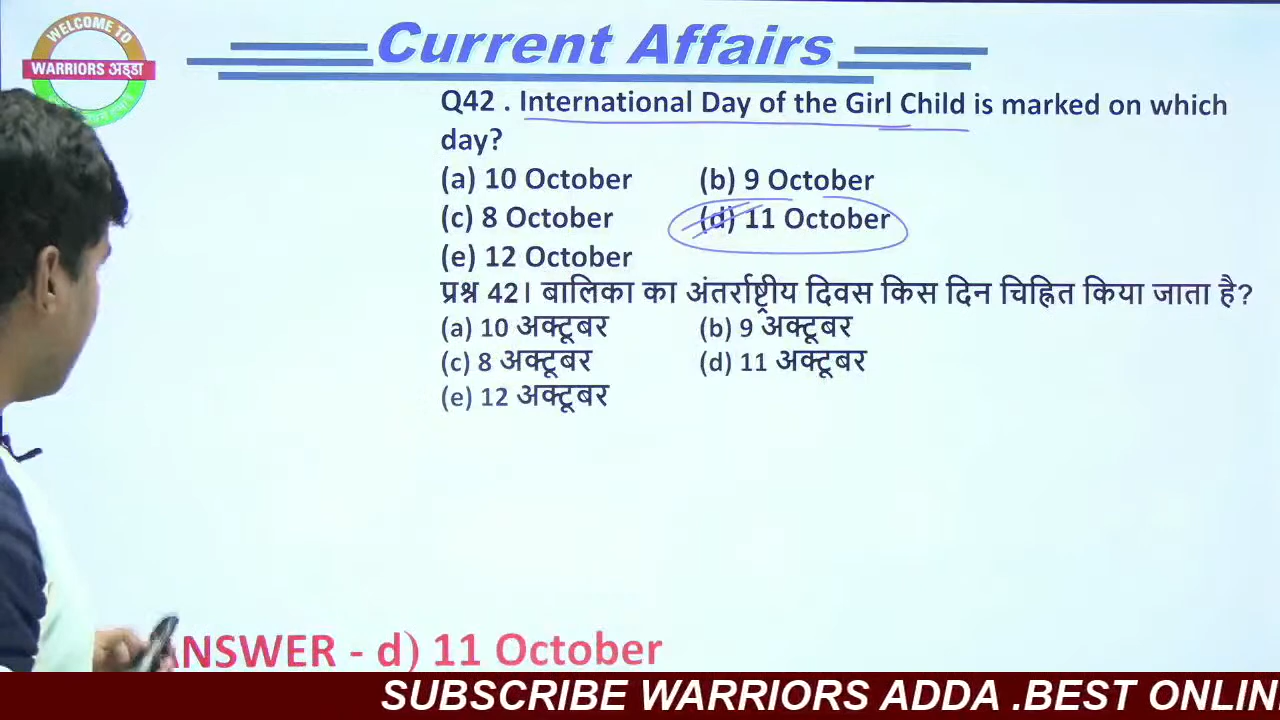 WELCOME TO
WARRIORS अड्डा
Current Affairs
Q42 . International Day of the Girl Child is marked on which
day?
(a) 10 October (b) 9 October
(c) 8 October (d) 11 October
(e) 12 October
प्रश्न 42। बालिका का अंतर्राष्ट्रीय दिवस किस दिन चिह्नित किया जाता है?
(a) 10 अक्टूबर (b) 9 अक्टूबर
(c) 8 अक्टूबर (d) 11 अक्टूबर
(e) 12 अक्टूबर
ANSWER - d) 11 October
SUBSCRIBE WARRIORS ADDA .BEST ONLIN